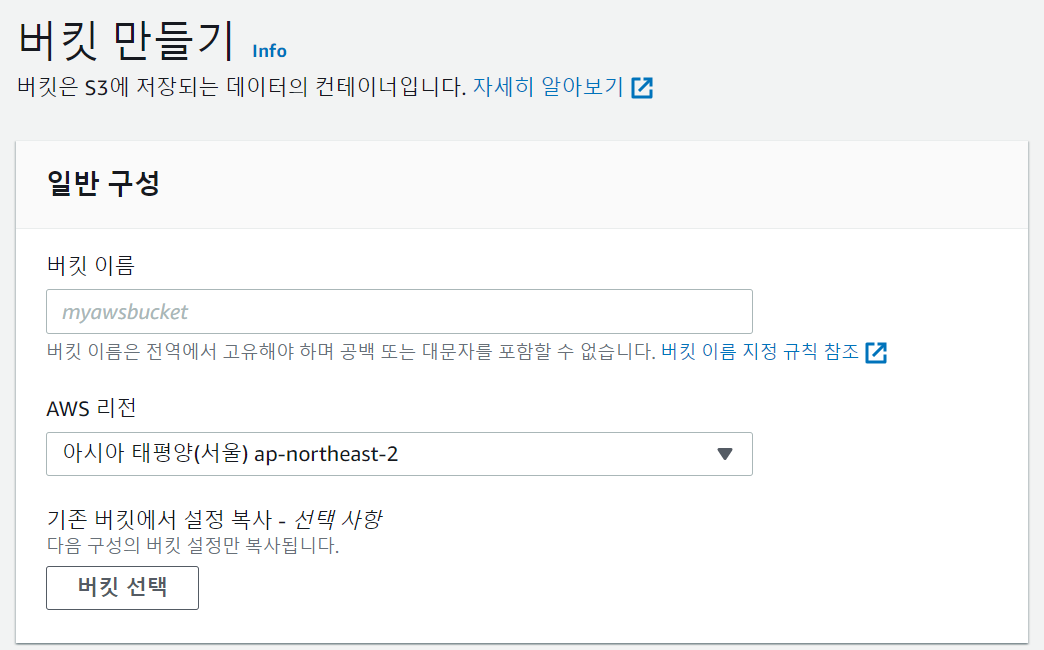 버킷 만들기 Info
버킷은 S3에 저장되는 데이터의 컨테이너입니다. 자세히 알아보기
일반 구성
버킷 이름
myawsbucket
버킷 이름은 전역에서 고유해야 하며 공백 또는 대문자를 포함할 수 없습니다. 버킷 이름 지정 규칙 참조
AWS 리전
아시아 태평양(서울) ap-northeast-2
기존 버킷에서 설정 복사 - 선택 사항
다음 구성의 버킷 설정만 복사됩니다.
버킷 선택